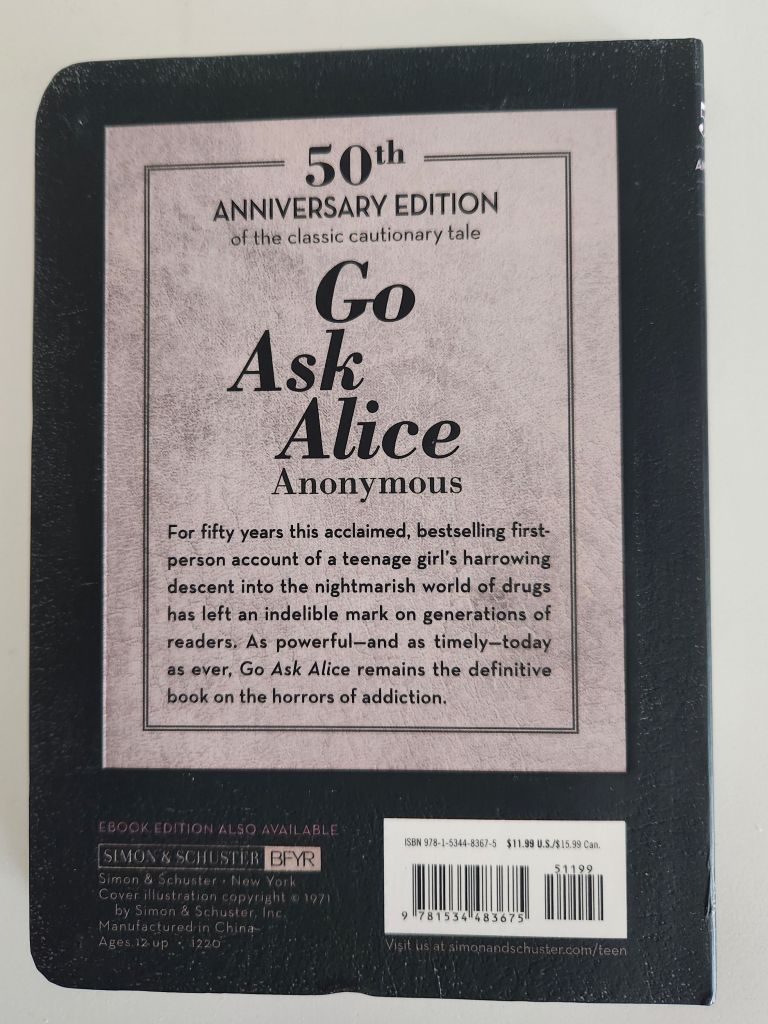 50th
ANNIVERSARY EDITION
of the classic cautionary tale
Go
Ask
Alice
Anonymous
For fifty years this acclaimed, bestselling first-
person account of a teenage girl's harrowing
descent into the nightmarish world of drugs
has left an indelible mark on generations of
readers. As powerful—and as timely—today
as ever, Go Ask Alice remains the definitive
book on the horrors of addiction.
EBOOK EDITION ALSO AVAILABLE
SIMON & SCHUSTER BFYR
Simon & Schuster • New York
Cover illustration copyright © 1971
by Simon & Schuster, Inc.
Manufactured in China
Ages 12 up • 1220
ISBN 978-1-5344-8367-5 $11.99 U.S./$15.99 Can.
51199
9 781534 483675
Visit us at simonandschuster.com/teen